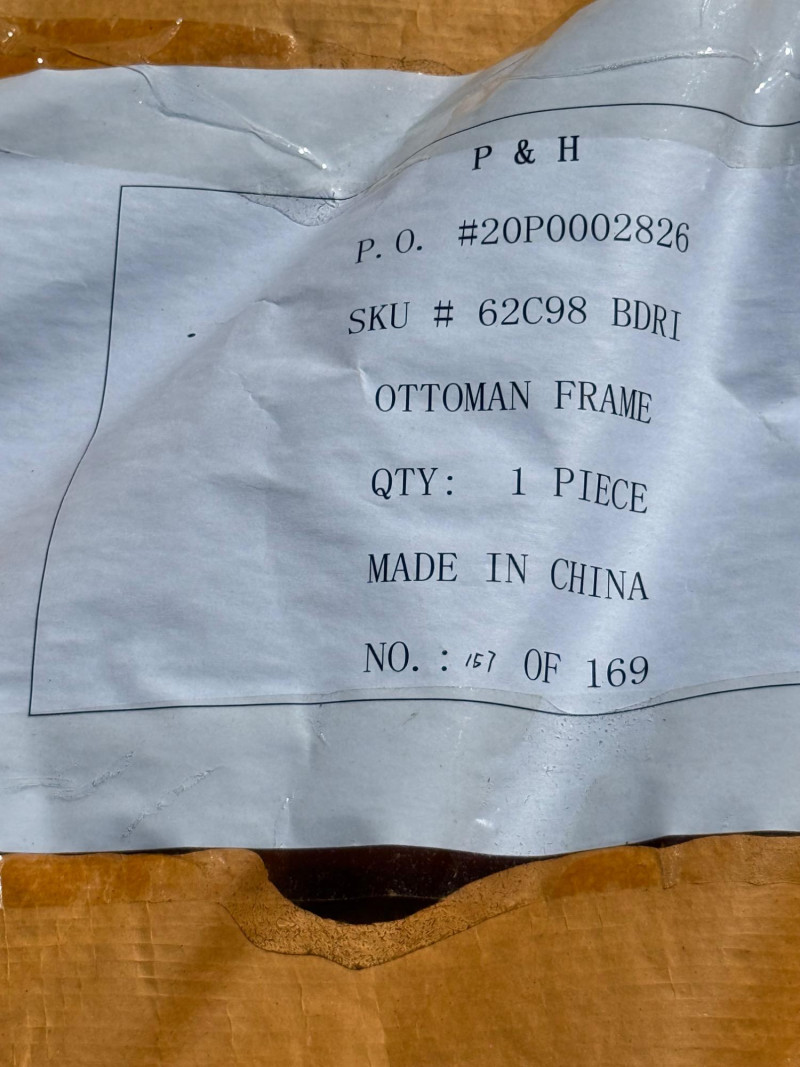 P & H
P.O. #20P0002826
SKU # 62C98 BDRI
OTTOMAN FRAME
QTY: 1 PIECE
MADE IN CHINA
NO.: 157 OF 169